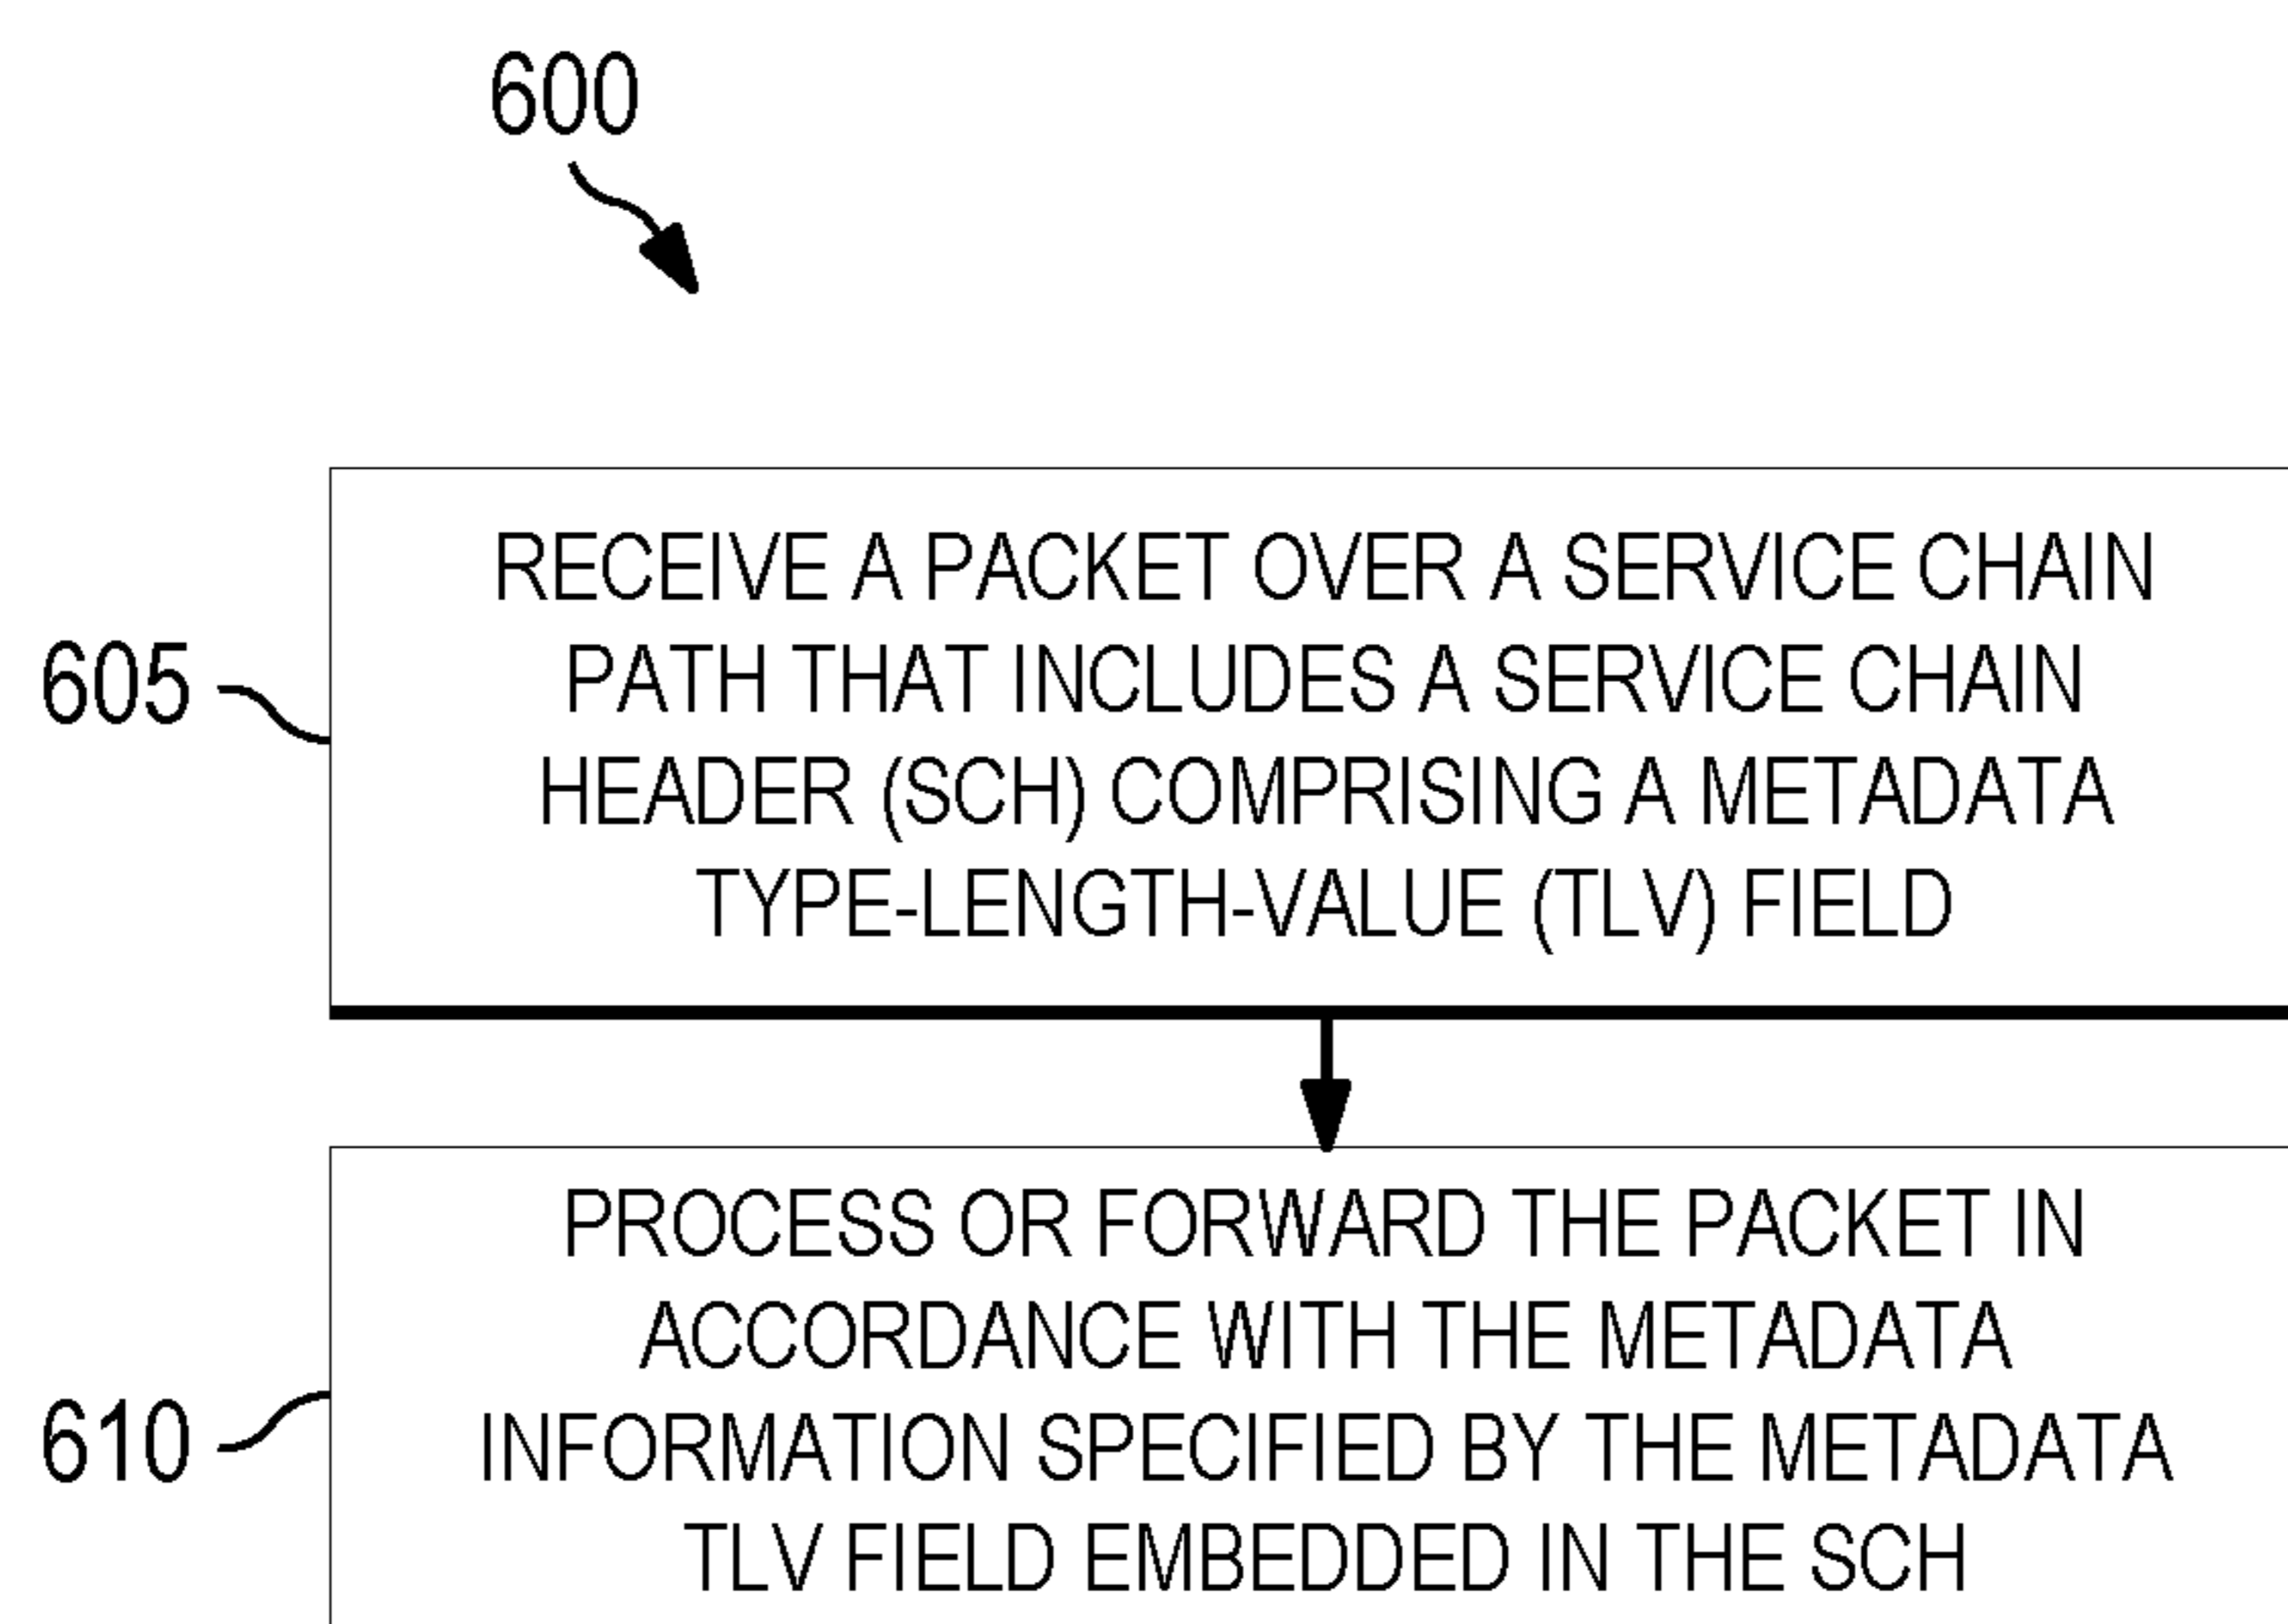 600
605
RECEIVE A PACKET OVER A SERVICE CHAIN
PATH THAT INCLUDES A SERVICE CHAIN
HEADER (SCH) COMPRISING A METADATA
TYPE-LENGTH-VALUE (TLV) FIELD
610
PROCESS OR FORWARD THE PACKET IN
ACCORDANCE WITH THE METADATA
INFORMATION SPECIFIED BY THE METADATA
TLV FIELD EMBEDDED IN THE SCH